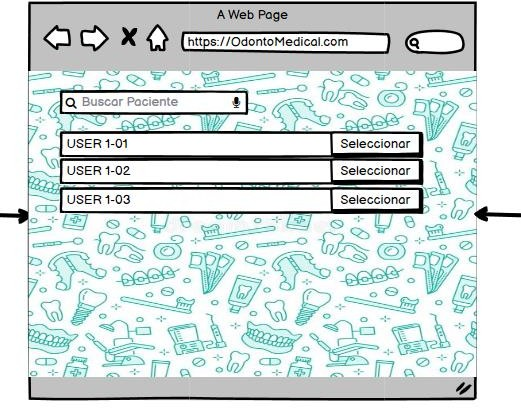 A Web Page
https://OdontoMedical.com
Buscar Paciente
USER 1-01 Seleccionar
USER 1-02 Seleccionar
USER 1-03 Seleccionar